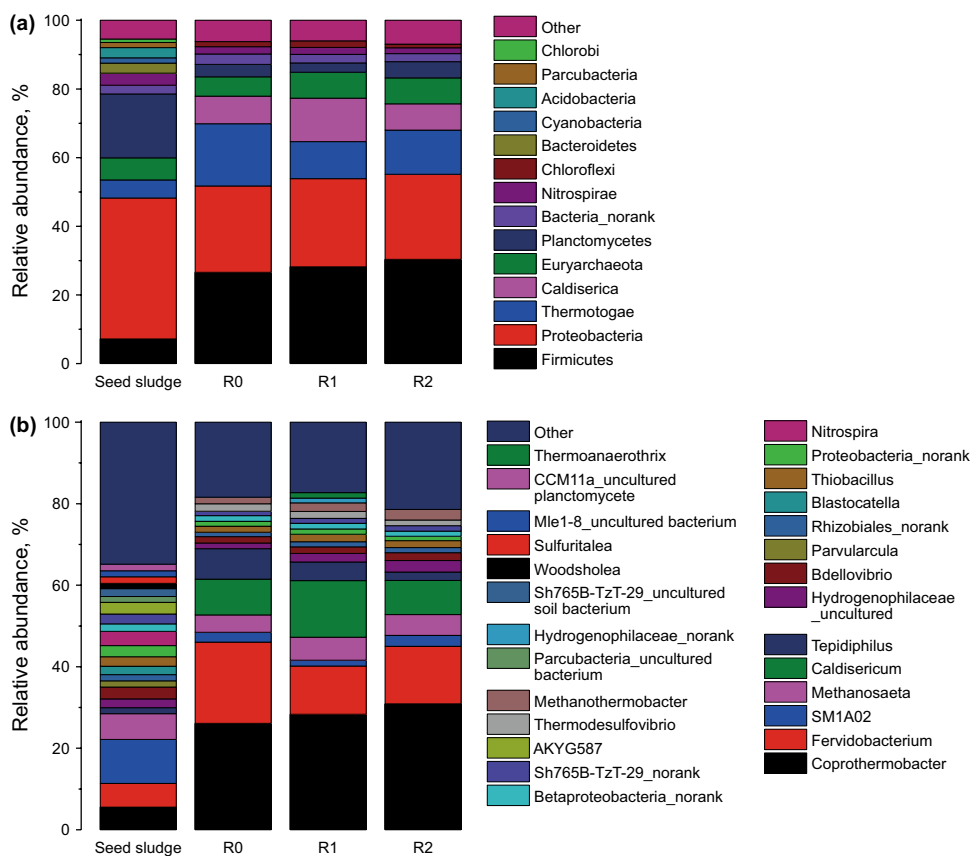 (a)
100
80
60
40
20
0
Relative abundance, %
Seed sludge
R0
R1
R2
Other
Chlorobi
Parcubacteria
Acidobacteria
Cyanobacteria
Bacteroidetes
Chloroflexi
Nitrospirae
Bacteria_norank
Planctomycetes
Euryarchaeota
Caldiserica
Thermotogae
Proteobacteria
Firmicutes
(b)
100
80
60
40
20
0
Relative abundance, %
Seed sludge
R0
R1
R2
Other
Thermoanaerothrix
CCM11a_uncultured
planctomycete
Mle1-8_uncultured bacterium
Sulfuritalea
Woodsholea
Sh765B-TzT-29_uncultured
soil bacterium
Hydrogenophilaceae_norank
Parcubacteria_uncultured
bacterium
Methanothermobacter
Thermodesulfovibrio
AKYG587
Sh765B-TzT-29_norank
Betaproteobacteria_norank
Nitrospira
Proteobacteria_norank
Thiobacillus
Blastocatella
Rhizobiales_norank
Parvularcula
Bdellovibrio
Hydrogenophilaceae
_uncultured
Tepidiphilus
Caldisericum
Methanosaeta
SM1A02
Fervidobacterium
Coprothermobacter